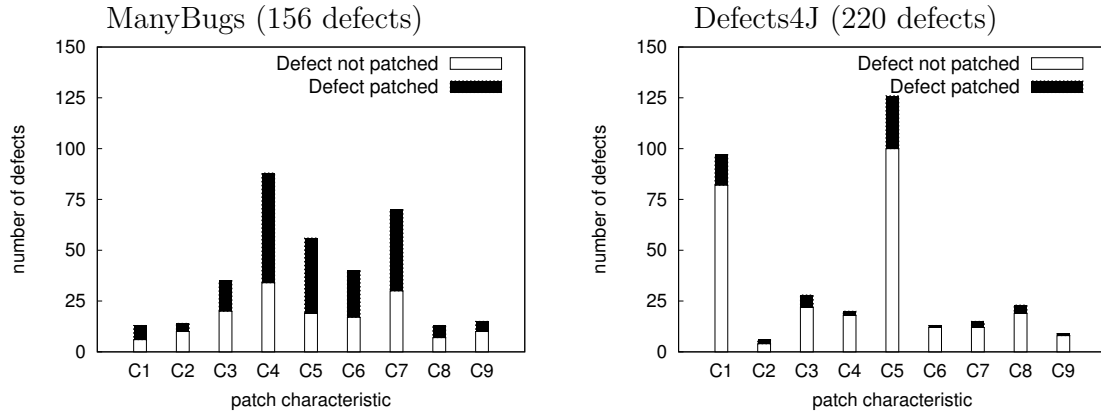 ManyBugs (156 defects)
150
125
100
75
50
25
0
number of defects
Defect not patched
Defect patched
C1 C2 C3 C4 C5 C6 C7 C8 C9
patch characteristic
Defects4J (220 defects)
150
125
100
75
50
25
0
number of defects
Defect not patched
Defect patched
C1 C2 C3 C4 C5 C6 C7 C8 C9
patch characteristic